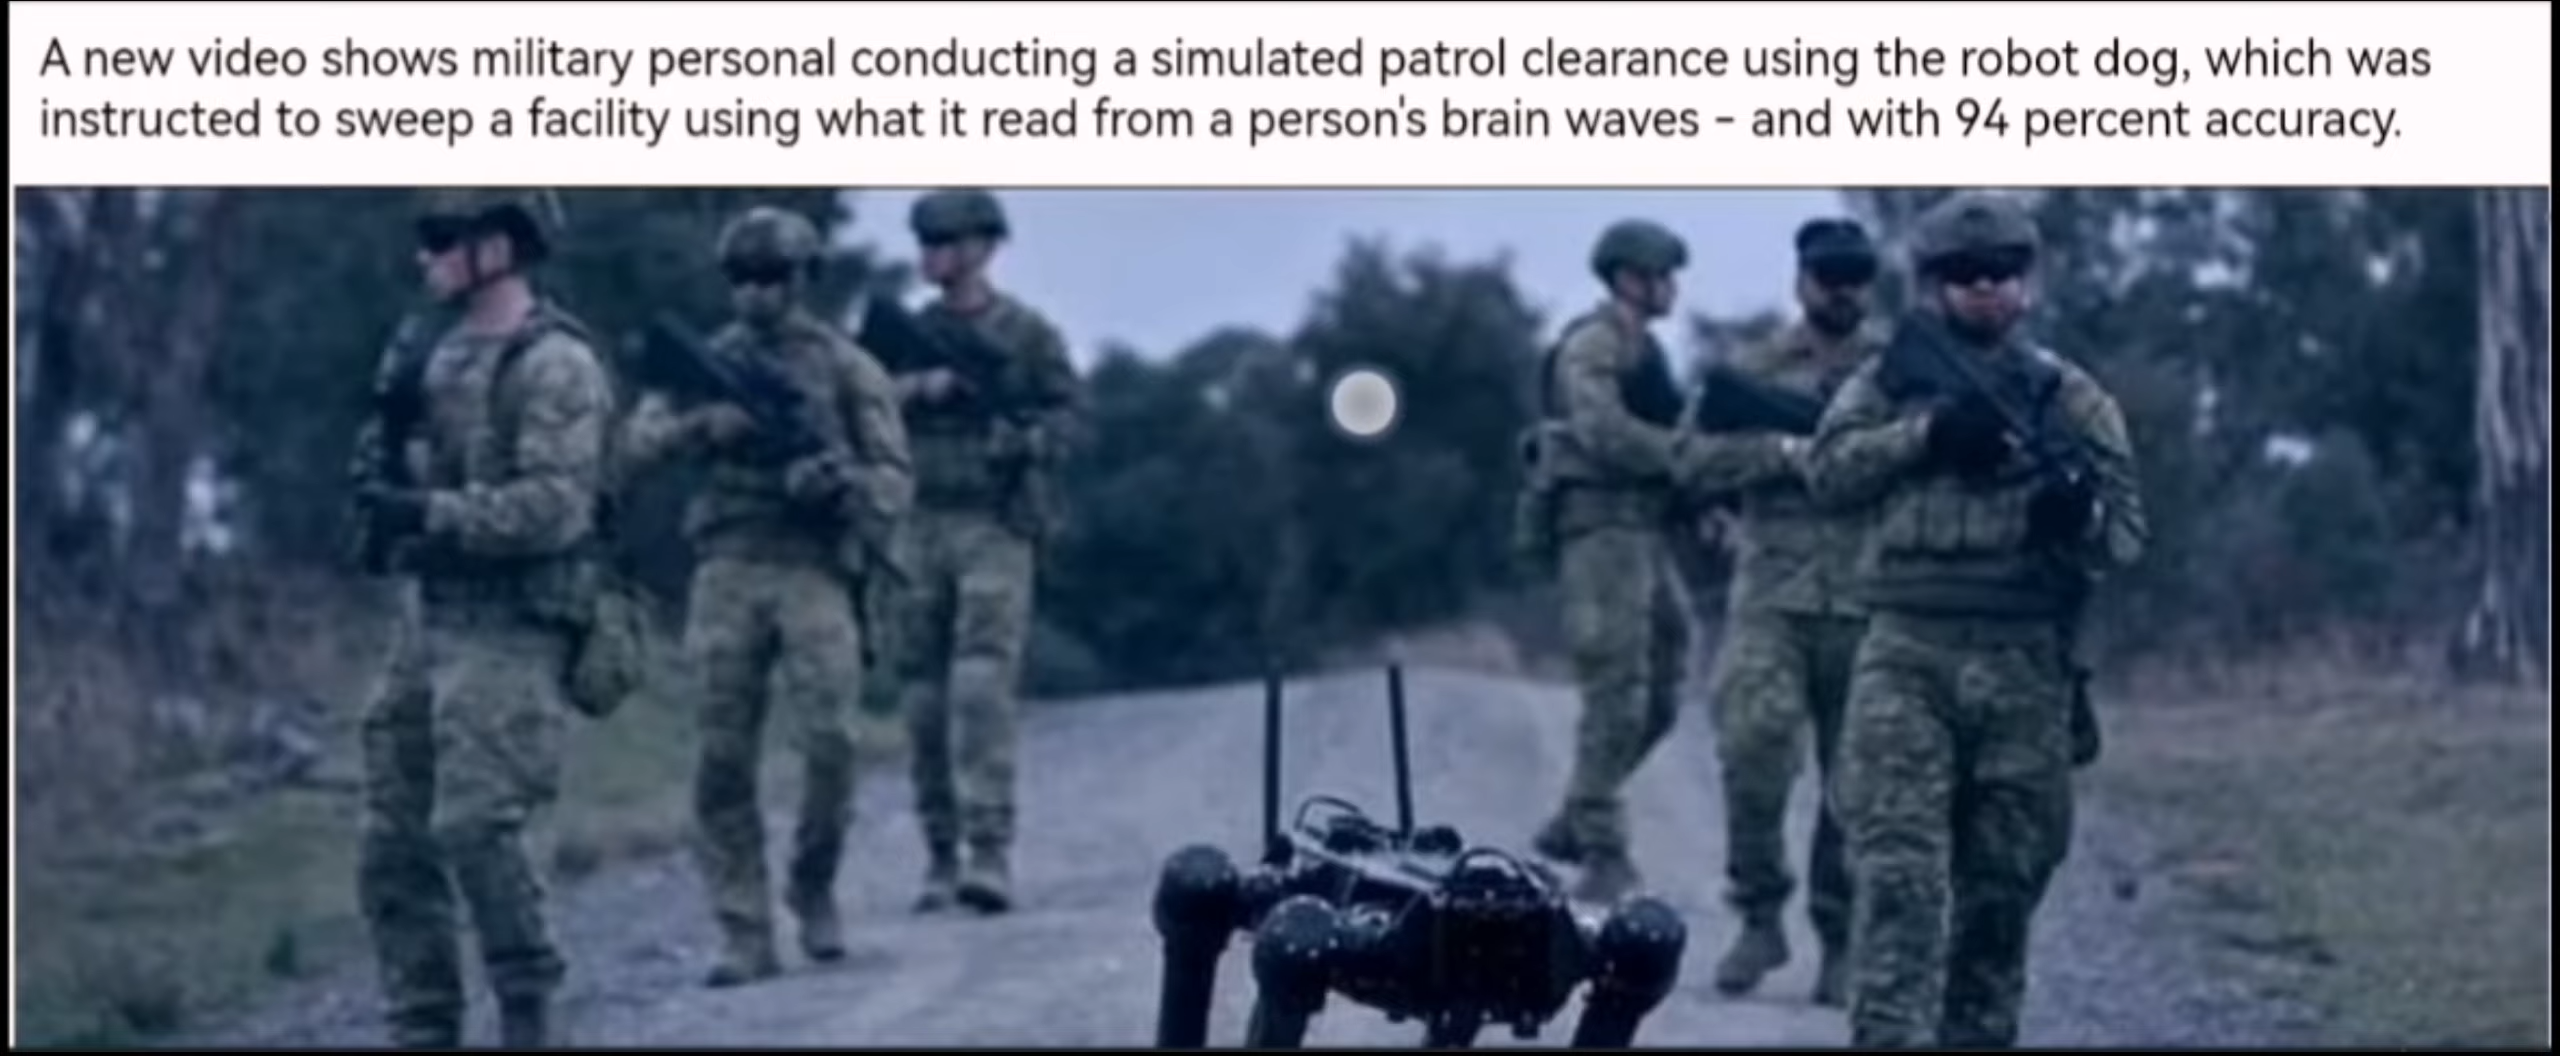 A new video shows military personal conducting a simulated patrol clearance using the robot dog, which was
instructed to sweep a facility using what it read from a person's brain waves – and with 94 percent accuracy.